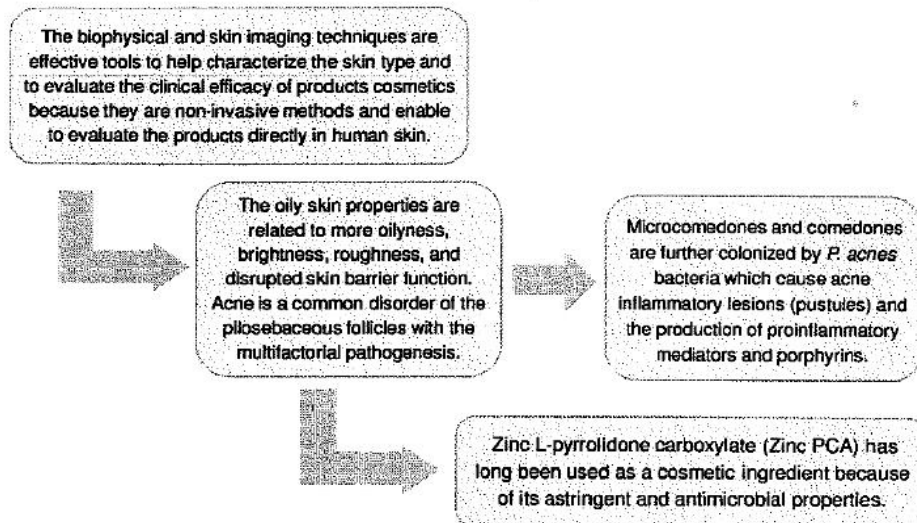 The biophysical and skin imaging techniques are
effective tools to help characterize the skin type and
to evaluate the clinical efficacy of products cosmetics
because they are non-invasive methods and enable
to evaluate the products directly in human skin.
The oily skin properties are
related to more oilyness,
brightness, roughness, and
disrupted skin barrier function.
Acne is a common disorder of the
pilosebaceous follicles with the
multifactorial pathogenesis.
Microcomedones and comedones
are further colonized by P. acnes
bacteria which cause acne
inflammatory lesions (pustules) and
the production of proinflammatory
mediators and porphyrins.
Zinc L-pyrrolidone carboxylate (Zinc PCA) has
long been used as a cosmetic ingredient because
of its astringent and antimicrobial properties.